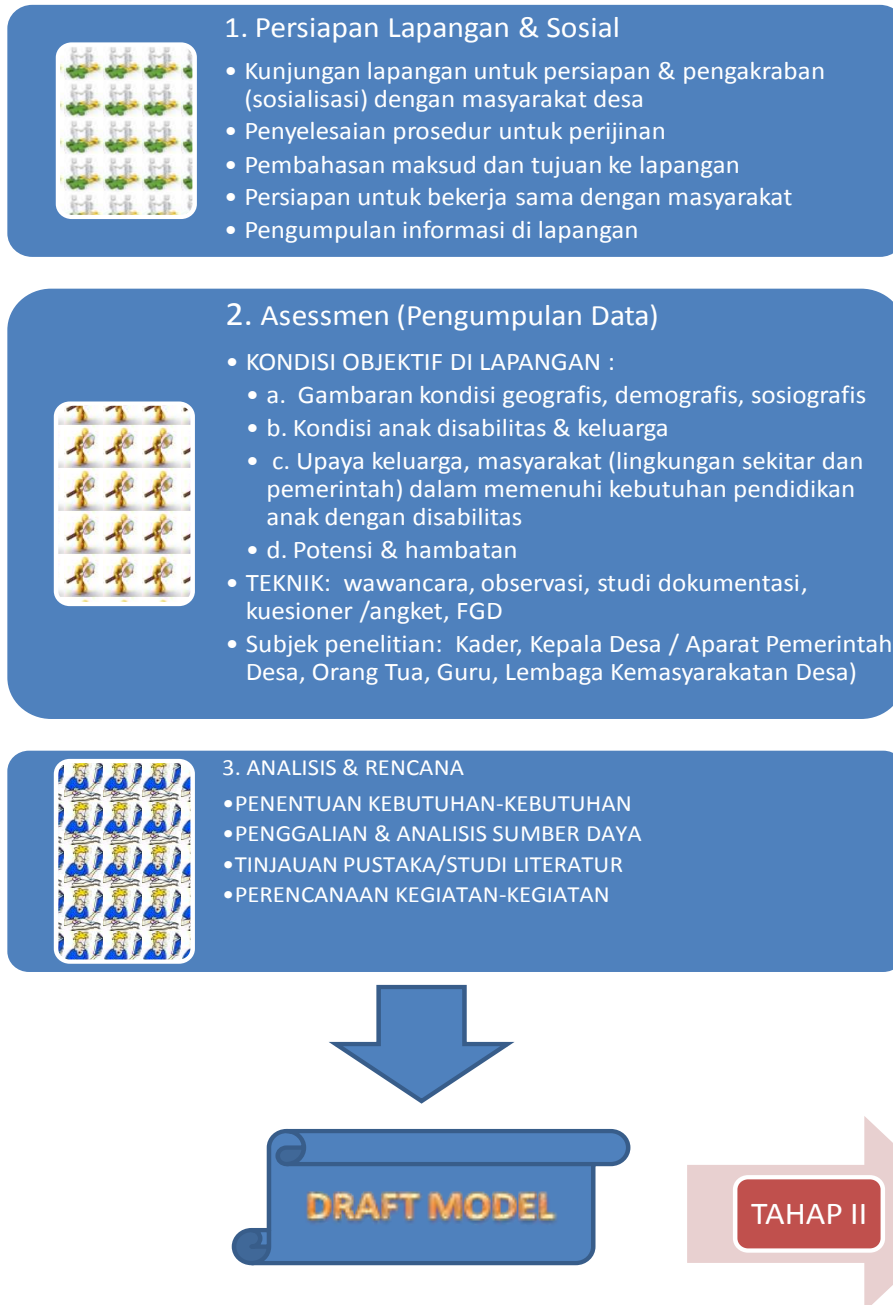 1. Persiapan Lapangan & Sosial
• Kunjungan lapangan untuk persiapan & pengakraban
(sosialisasi) dengan masyarakat desa
• Penyelesaian prosedur untuk perijinan
• Pembahasan maksud dan tujuan ke lapangan
• Persiapan untuk bekerja sama dengan masyarakat
• Pengumpulan informasi di lapangan
2. Asessmen (Pengumpulan Data)
• KONDISI OBJEKTIF DI LAPANGAN :
• a. Gambaran kondisi geografis, demografis, sosiografis
• b. Kondisi anak disabilitas & keluarga
• c. Upaya keluarga, masyarakat (lingkungan sekitar dan
pemerintah) dalam memenuhi kebutuhan pendidikan
anak dengan disabilitas
• d. Potensi & hambatan
• TEKNIK: wawancara, observasi, studi dokumentasi,
kuesioner /angket, FGD
• Subjek penelitian: Kader, Kepala Desa / Aparat Pemerintah
Desa, Orang Tua, Guru, Lembaga Kemasyarakatan Desa)
3. ANALISIS & RENCANA
•PENENTUAN KEBUTUHAN-KEBUTUHAN
•PENGGALIAN & ANALISIS SUMBER DAYA
•TINJAUAN PUSTAKA/STUDI LITERATUR
•PERENCANAAN KEGIATAN-KEGIATAN
DRAFT MODEL
TAHAP II